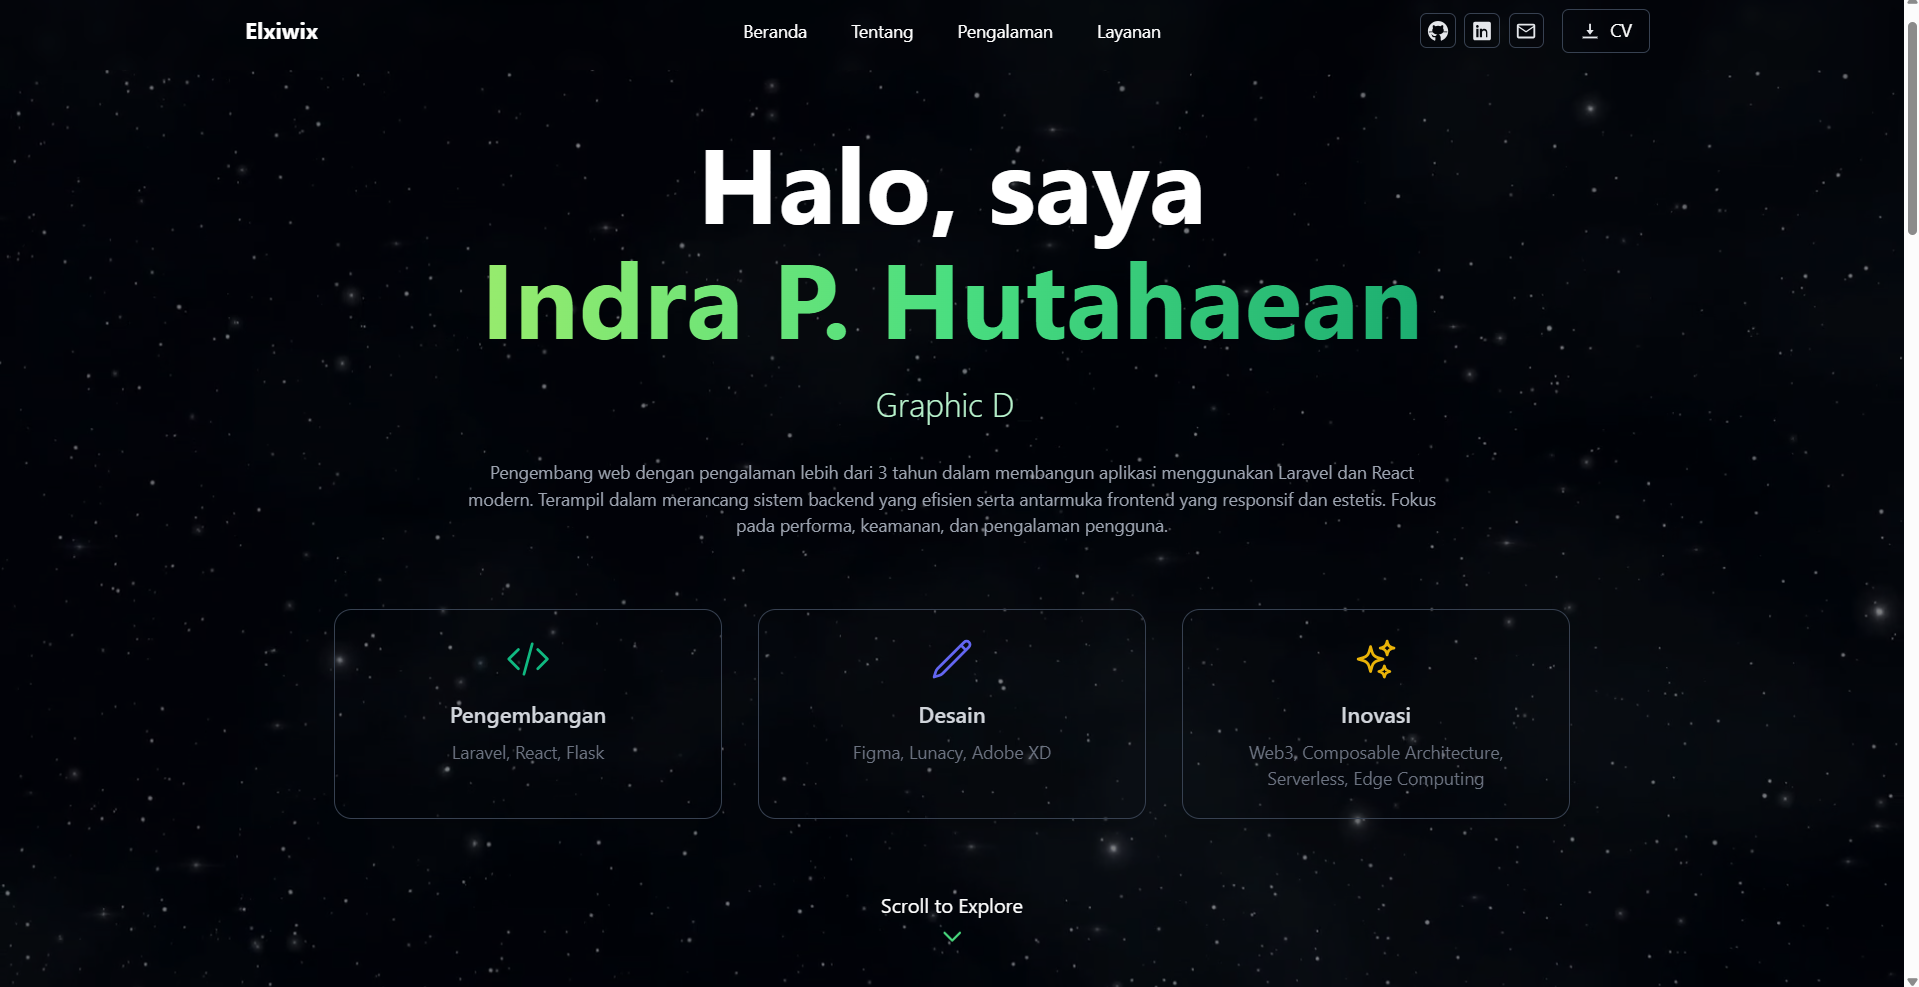 Elxiwix
Beranda
Tentang
Pengalaman
Layanan
CV
Halo, saya
Indra P. Hutahaean
Graphic D
Pengembang web dengan pengalaman lebih dari 3 tahun dalam membangun aplikasi menggunakan Laravel dan React
modern. Terampil dalam merancang sistem backend yang efisien serta antarmuka frontend yang responsif dan estetis. Fokus
pada performa, keamanan, dan pengalaman pengguna.
Pengembangan
Laravel, React, Flask
Desain
Figma, Lunacy, Adobe XD
Inovasi
Web3, Composable Architecture,
Serverless, Edge Computing
Scroll to Explore